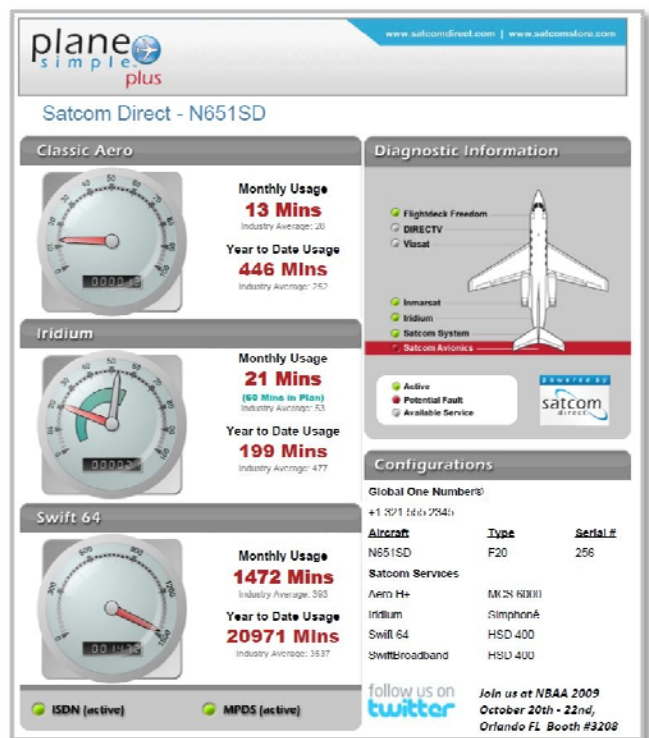 plane
simple
plus
www.satcomdirect.com | www.satcomstore.com
Satcom Direct - N651SD
Classic Aero
Monthly Usage
13 Mins
Industry Average: 20
Year to Date Usage
446 Mins
Industry Average: 252
Iridium
Monthly Usage
21 Mins
(60 Mins in Plan)
Industry Average: 53
Year to Date Usage
199 Mins
Industry Average: 477
Swift 64
Monthly Usage
1472 Mins
Industry Average: 393
Year to Date Usage
20971 Mins
Industry Average: 3537
001472
ISDN (active)
MPDS (active)
Diagnostic Information
Flightdeck Freedom
DIRECTV
Viasat
Inmarsat
Iridium
Satcom System
Satcom Avionics
Active
Potential Fault
Available Service
powered by
satcom
direct
Configurations
Global One Number®
+1 321 555 2345
Aircraft Type Serial #
N651SD F20 256
Satcom Services
Aero H+ MCS 6000
Iridium Simphoné
Swift 64 HSD 400
SwiftBroadband HSD 400
follow us on
twitter
Join us at NBAA 2009
October 20th - 22nd,
Orlando FL Booth #3208